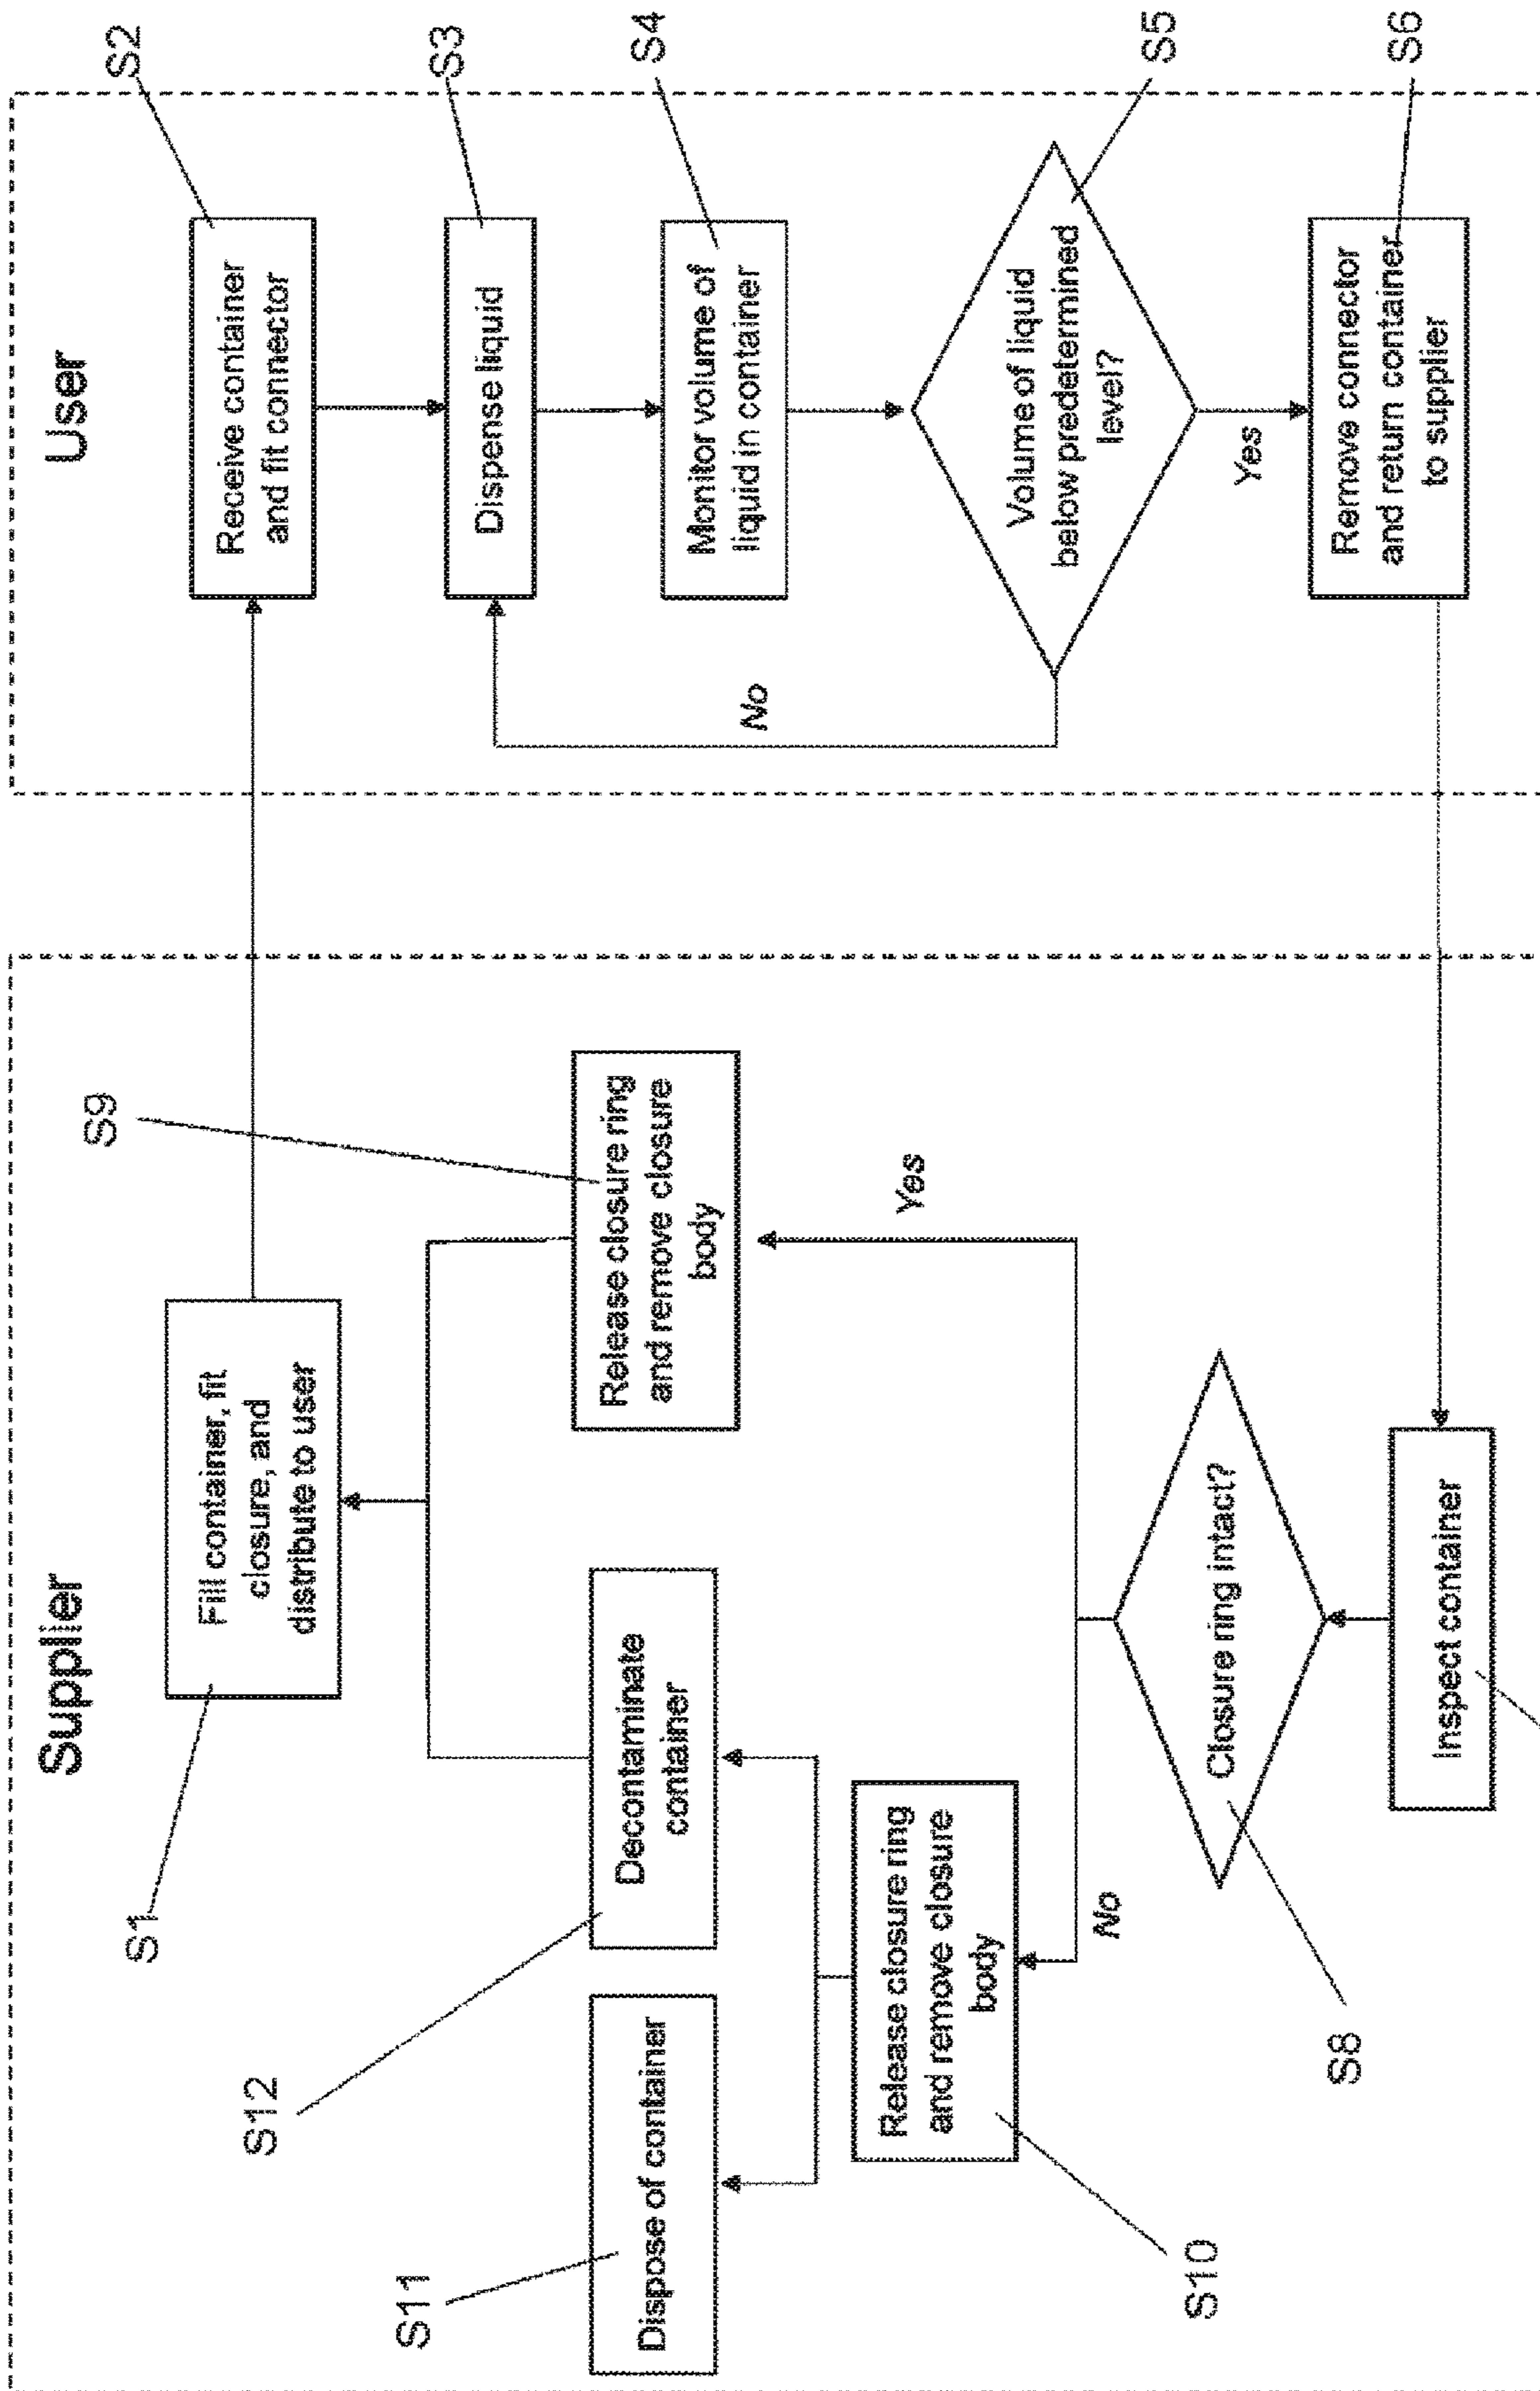 Supplier
S1
Fill container, fit
closure, and
distribute to user
S9
S12
S11
Dispose of container
Decontaminate
container
Release closure ring
and remove closure
body
S10
Release closure ring
and remove closure
body
Yes
No
S8
Closure ring intact?
Inspect container
User
Receive container
and fit connector
S2
Dispense liquid
S3
Monitor volume of
liquid in container
S4
No
Volume of liquid
below predetermined
level?
S5
Yes
Remove connector
and return container
to supplier
S6